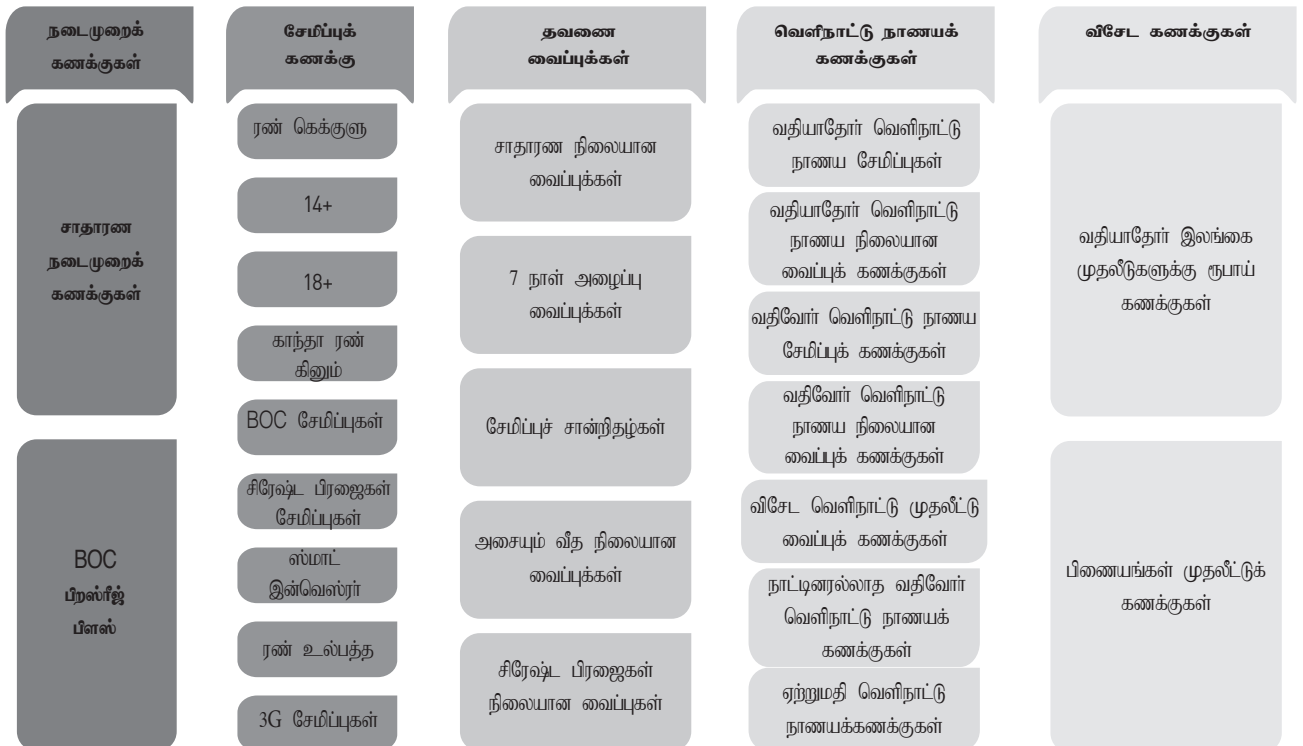 நடைமுறைக்
கணக்குகள்
சாதாரண
நடைமுறைக்
கணக்குகள்
BOC
பிறஸ்ரீஜ்
பிளஸ்
சேமிப்புக்
கணக்கு
ரண் கெக்குளு
14+
18+
காந்தா ரண்
கினும்
BOC சேமிப்புகள்
சிரேஷ்ட பிரஜைகள்
சேமிப்புகள்
ஸ்மாட்
இன்வெஸ்ரர்
ரண் உல்பத்த
3G சேமிப்புகள்
தவணை
வைப்புக்கள்
சாதாரண நிலையான
வைப்புக்கள்
7 நாள் அழைப்பு
வைப்புக்கள்
சேமிப்புச் சான்றிதழ்கள்
அசையும் வீத நிலையான
வைப்புக்கள்
சிரேஷ்ட பிரஜைகள்
நிலையான வைப்புகள்
வெளிநாட்டு நாணயக்
கணக்குகள்
வதியாதோர் வெளிநாட்டு
நாணய சேமிப்புகள்
வதியாதோர் வெளிநாட்டு
நாணய நிலையான
வைப்புக் கணக்குகள்
வதிவோர் வெளிநாட்டு நாணய
சேமிப்புக் கணக்குகள்
வதிவோர் வெளிநாட்டு
நாணய நிலையான
வைப்புக் கணக்குகள்
விசேட வெளிநாட்டு முதலீட்டு
வைப்புக் கணக்குகள்
நாட்டினரல்லாத வதிவோர்
வெளிநாட்டு நாணயக்
கணக்குகள்
ஏற்றுமதி வெளிநாட்டு
நாணயக்கணக்குகள்
விசேட கணக்குகள்
வதியாதோர் இலங்கை
முதலீடுகளுக்கு ரூபாய்
கணக்குகள்
பிணையங்கள் முதலீட்டுக்
கணக்குகள்